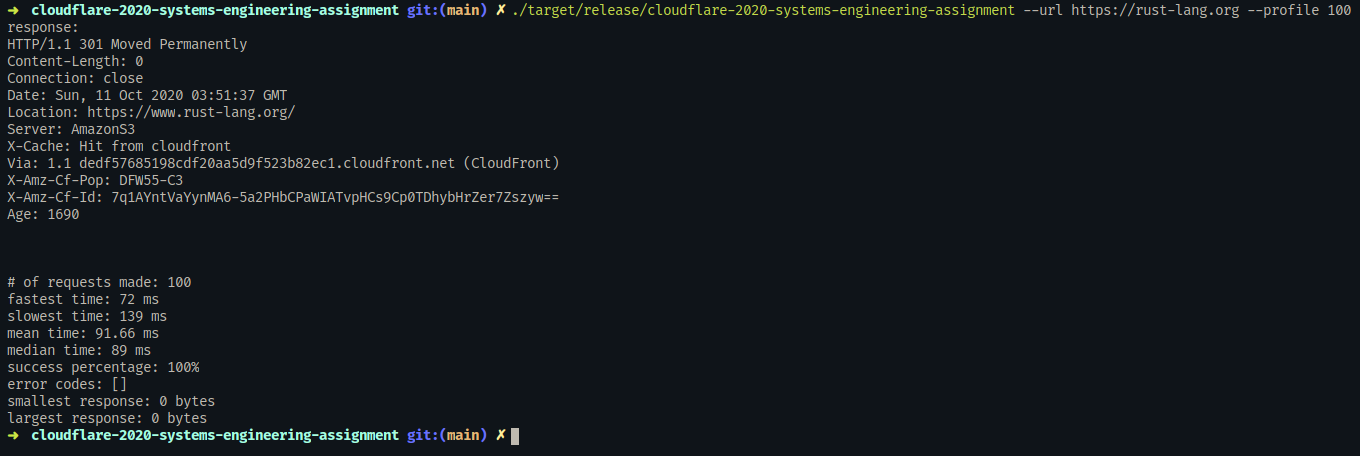 ➜ cloudflare-2020-systems-engineering-assignment git:(main) ✗ ./target/release/cloudflare-2020-systems-engineering-assignment --url https://rust-lang.org --profile 100
response:
HTTP/1.1 301 Moved Permanently
Content-Length: 0
Connection: close
Date: Sun, 11 Oct 2020 03:51:37 GMT
Location: https://www.rust-lang.org/
Server: AmazonS3
X-Cache: Hit from cloudfront
Via: 1.1 dedf57685198cdf20aa5d9f523b82ec1.cloudfront.net (CloudFront)
X-Amz-Cf-Pop: DFW55-C3
X-Amz-Cf-Id: 7q1AYntVaYynMA6-5a2PHbCPaWIATvpHCs9Cp0TDhybHrZer7Zszyw==
Age: 1690
# of requests made: 100
fastest time: 72 ms
slowest time: 139 ms
mean time: 91.66 ms
median time: 89 ms
success percentage: 100%
error codes: []
smallest response: 0 bytes
largest response: 0 bytes
➜ cloudflare-2020-systems-engineering-assignment git:(main) ✗